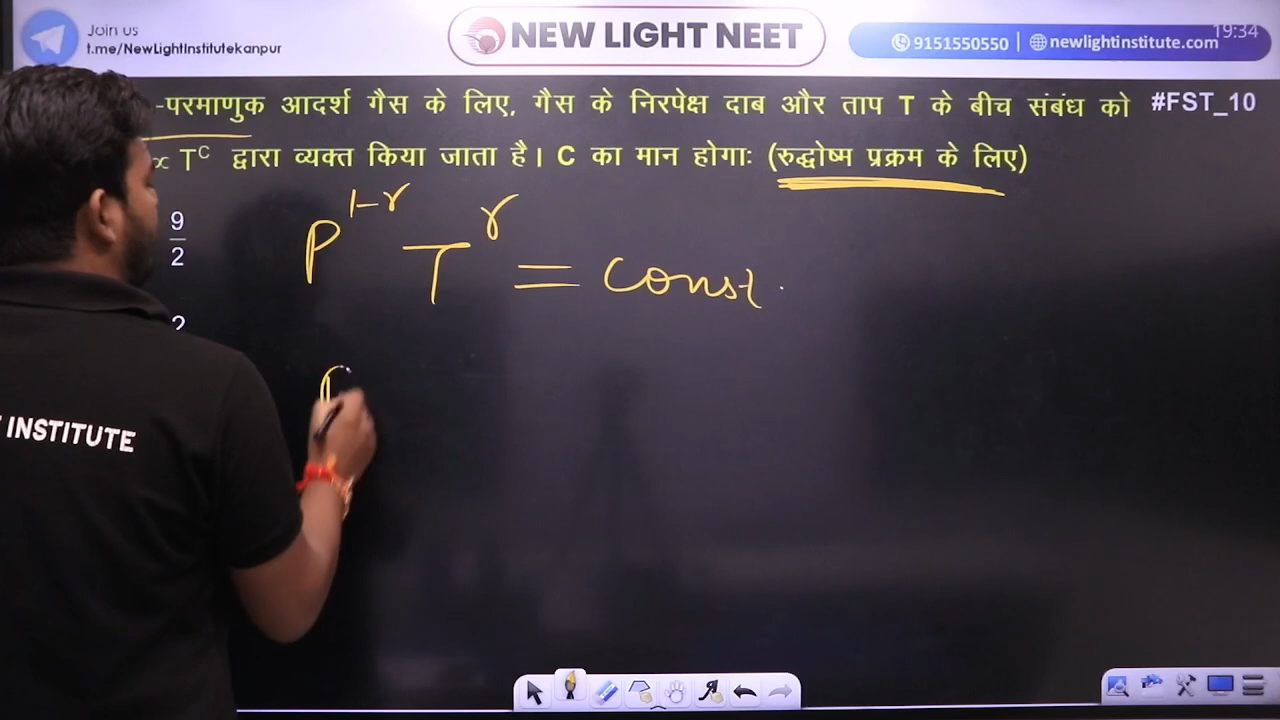 Join us
t.me/NewLightInstitutekanpur
NEW LIGHT NEET
9151550550 | newlightinstitute.com
19:34
-परमाणुक आदर्श गैस के लिए, गैस के निरपेक्ष दाब और ताप T के बीच संबंध को #FST_10
∝ T^C द्वारा व्यक्त किया जाता है। C का मान होगाः (रुद्धोष्म प्रक्रम के लिए)
P^1-γ T^γ = const.
9
2
2
INSTITUTE